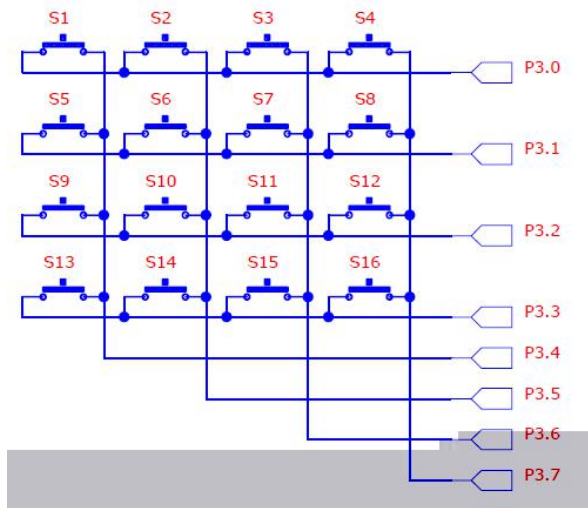 S1 S2 S3 S4
P3.0
S5 S6 S7 S8
P3.1
S9 S10 S11 S12
P3.2
S13 S14 S15 S16
P3.3
P3.4
P3.5
P3.6
P3.7